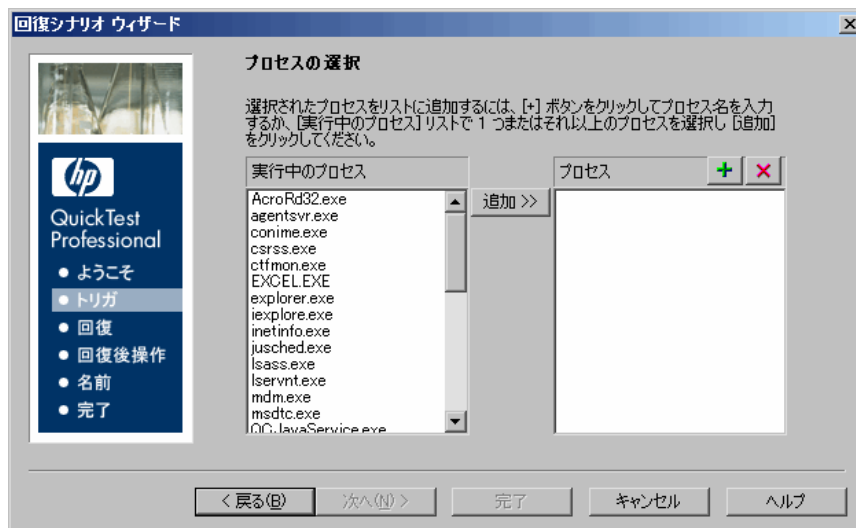 回復シナリオ ウィザード
プロセスの選択
選択されたプロセスをリストに追加するには、[+] ボタンをクリックしてプロセス名を入力
するか、[実行中のプロセス] リストで 1 つまたはそれ以上のプロセスを選択し [追加]
をクリックしてください。
hp
QuickTest
Professional
ようこそ
トリガ
回復
回復後操作
名前
完了
実行中のプロセス
AcroRd32.exe
agentsvr.exe
conime.exe
csrss.exe
ctfmon.exe
EXCEL.EXE
explorer.exe
iexplore.exe
inetinfo.exe
jusched.exe
lsass.exe
lservnt.exe
mdm.exe
msdtc.exe
QCJavaService.exe
追加 >>
プロセス
< 戻る(B)
次へ(N) >
完了
キャンセル
ヘルプ